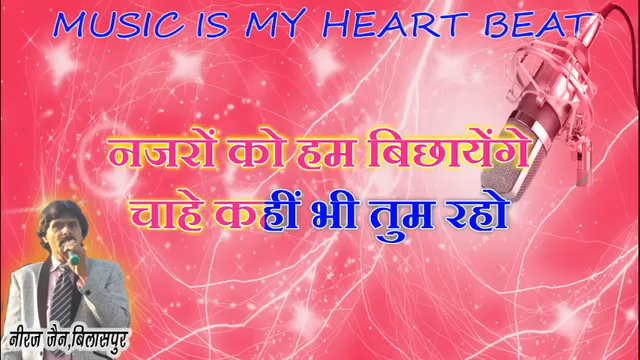 MUSIC IS MY HEART BEAT
नजरों को हम बिछायेंगे
चाहे कहीं भी तुम रहो
नीरज जैन,बिलासपुर